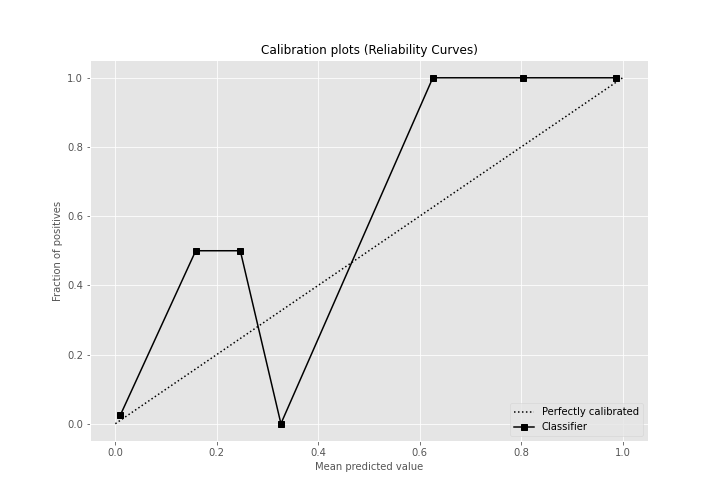 Calibration plots (Reliability Curves)
1.0
0.8
0.6
0.4
0.2
0.0
Fraction of positives
0.0 0.2 0.4 0.6 0.8 1.0
Mean predicted value
Perfectly calibrated
Classifier